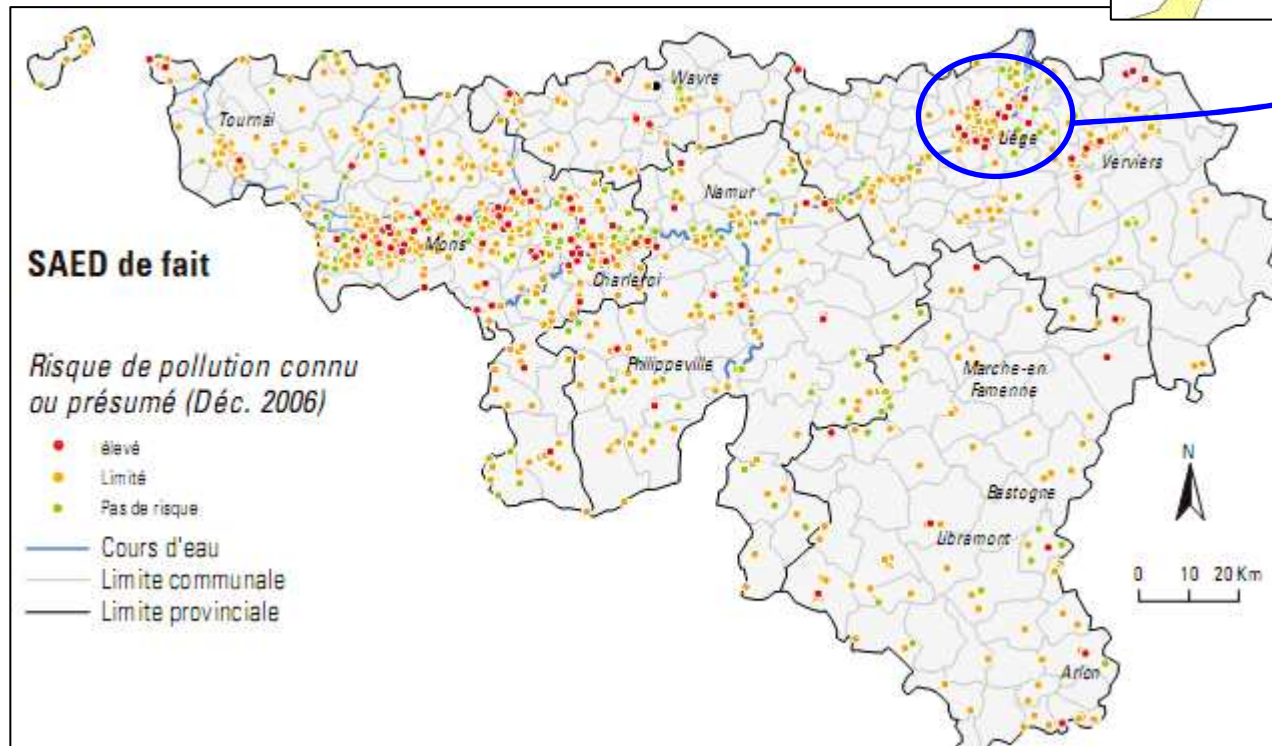 Wavre
Tournai
Liège
Verviers
Namur
Mons
SAED de fait
Charleroi
Risque de pollution connu
ou présumé (Déc. 2006)
Philippeville
Marche-en
Famenne
élevé
Limité
Pas de risque
N
Bastogne
Libramont
Cours d'eau
Limite communale
Limite provinciale
0 10 20 Km
Arlon